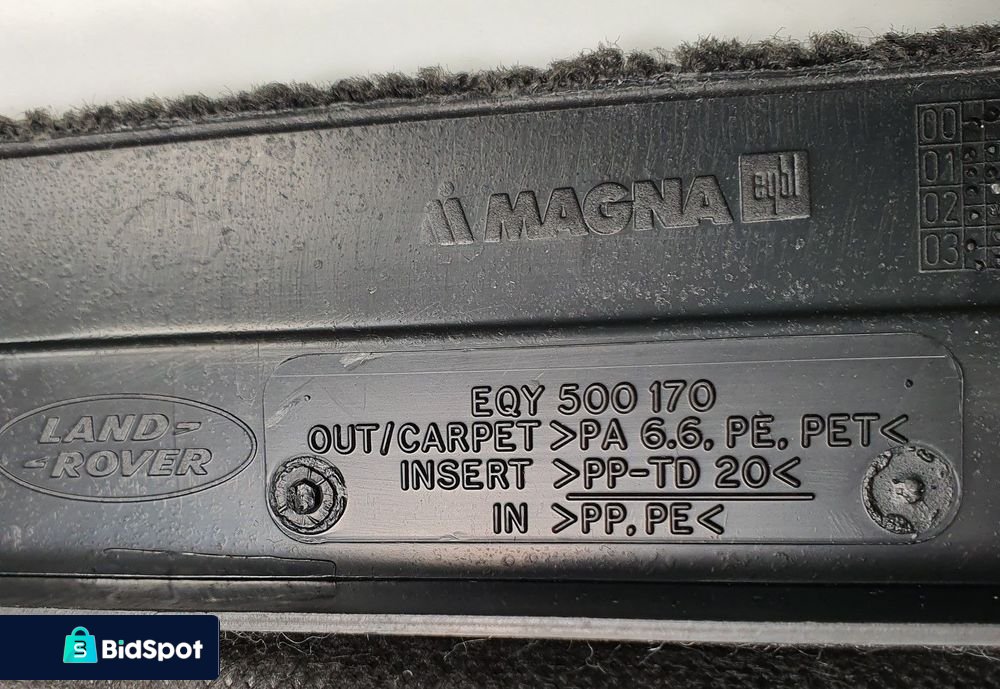 00
01
02
03
MAGNA eybl
EQY 500 170
OUT/CARPET >PA 6.6, PE, PET<
INSERT >PP-TD 20<
IN >PP, PE<
LAND-
-ROVER
BidSpot